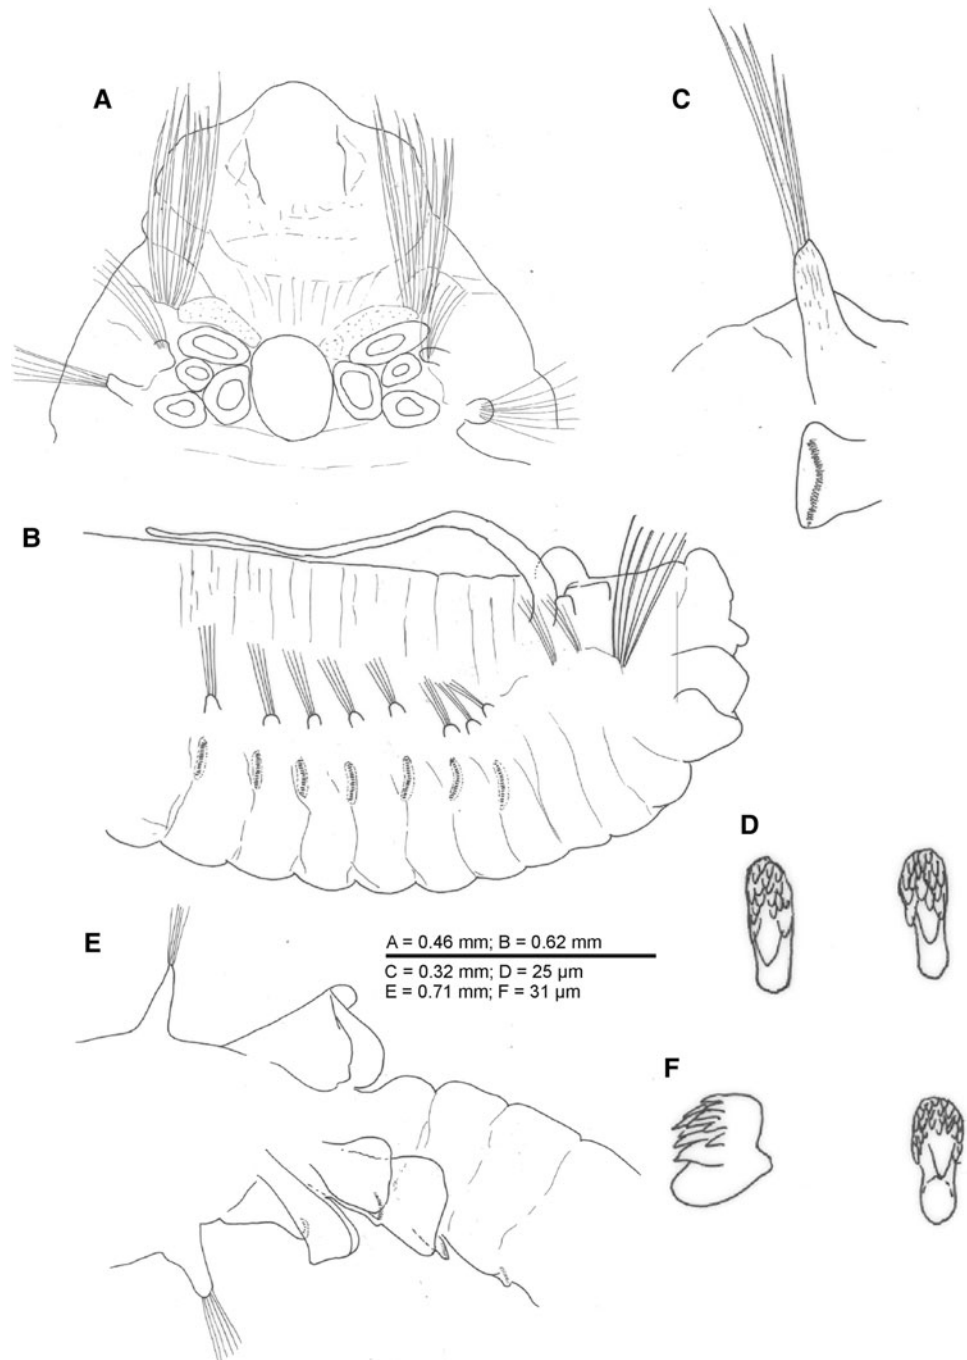 A
C
B
D
A = 0.46 mm; B = 0.62 mm
C = 0.32 mm; D = 25 µm
E = 0.71 mm; F = 31 µm
E
F